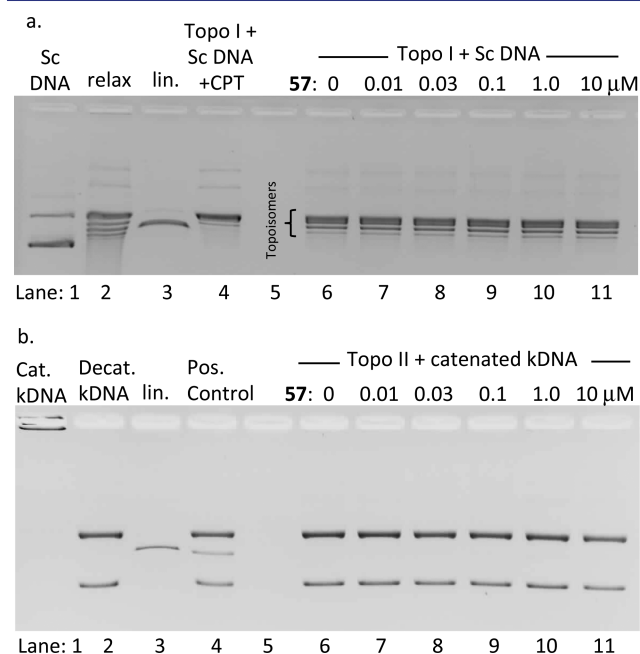 a.
Topo I +
Sc Sc DNA Topo I + Sc DNA
DNA relax lin. +CPT 57: 0 0.01 0.03 0.1 1.0 10 μM
Topoisomers
Lane: 1 2 3 4 5 6 7 8 9 10 11
b.
Cat. Decat. Pos. Topo II + catenated kDNA
kDNA kDNA lin. Control 57: 0 0.01 0.03 0.1 1.0 10 μM
Lane: 1 2 3 4 5 6 7 8 9 10 11